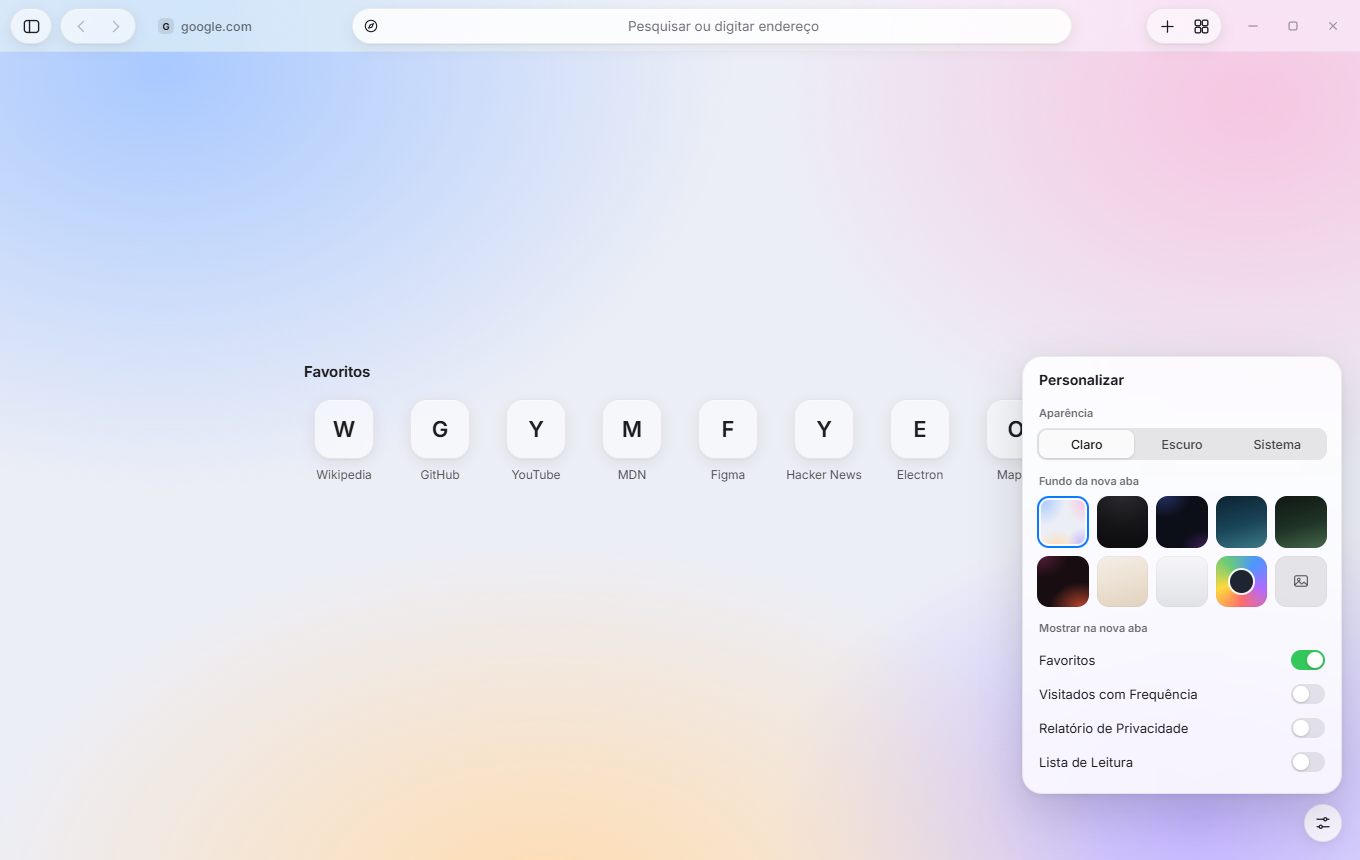 G google.com
Pesquisar ou digitar endereço
Favoritos
W G Y M F Y E O
Wikipedia GitHub YouTube MDN Figma Hacker News Electron Map
Personalizar
Aparência
Claro Escuro Sistema
Fundo da nova aba
Mostrar na nova aba
Favoritos
Visitados com Frequência
Relatório de Privacidade
Lista de Leitura